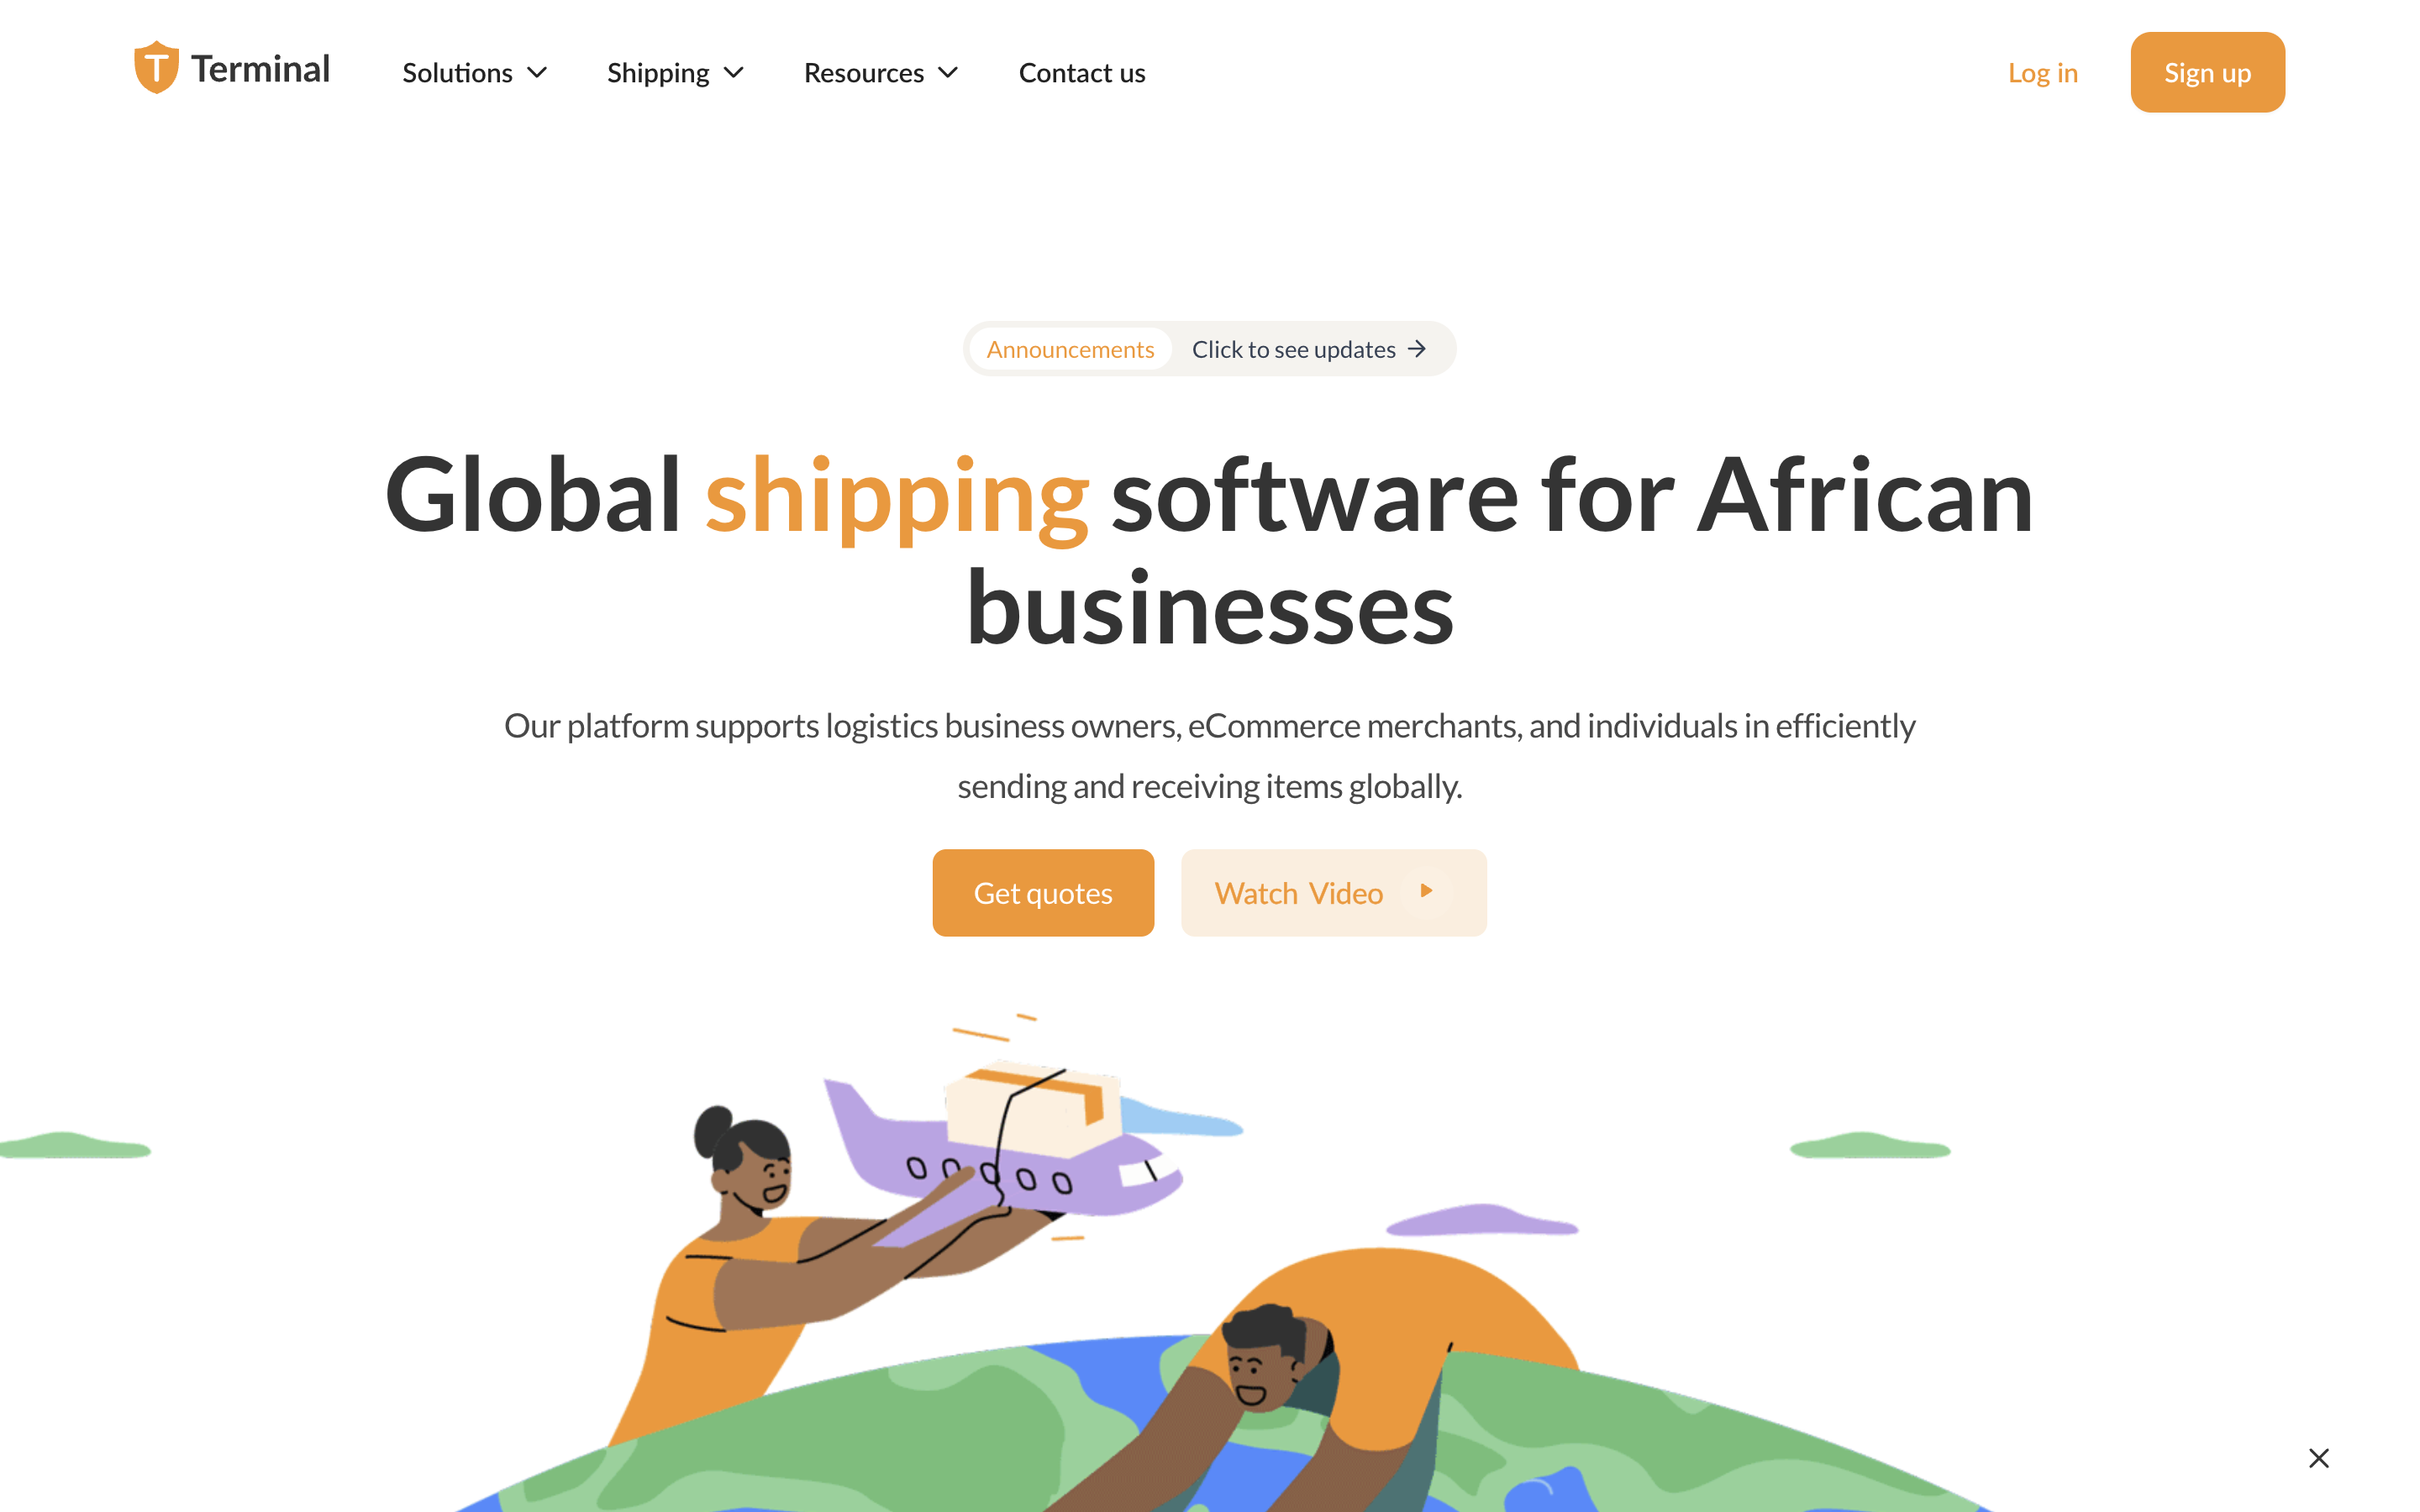 Terminal
Solutions
Shipping
Resources
Contact us
Log in
Sign up
Announcements
Click to see updates
Global shipping software for African
businesses
Our platform supports logistics business owners, eCommerce merchants, and individuals in efficiently
sending and receiving items globally.
Get quotes
Watch Video